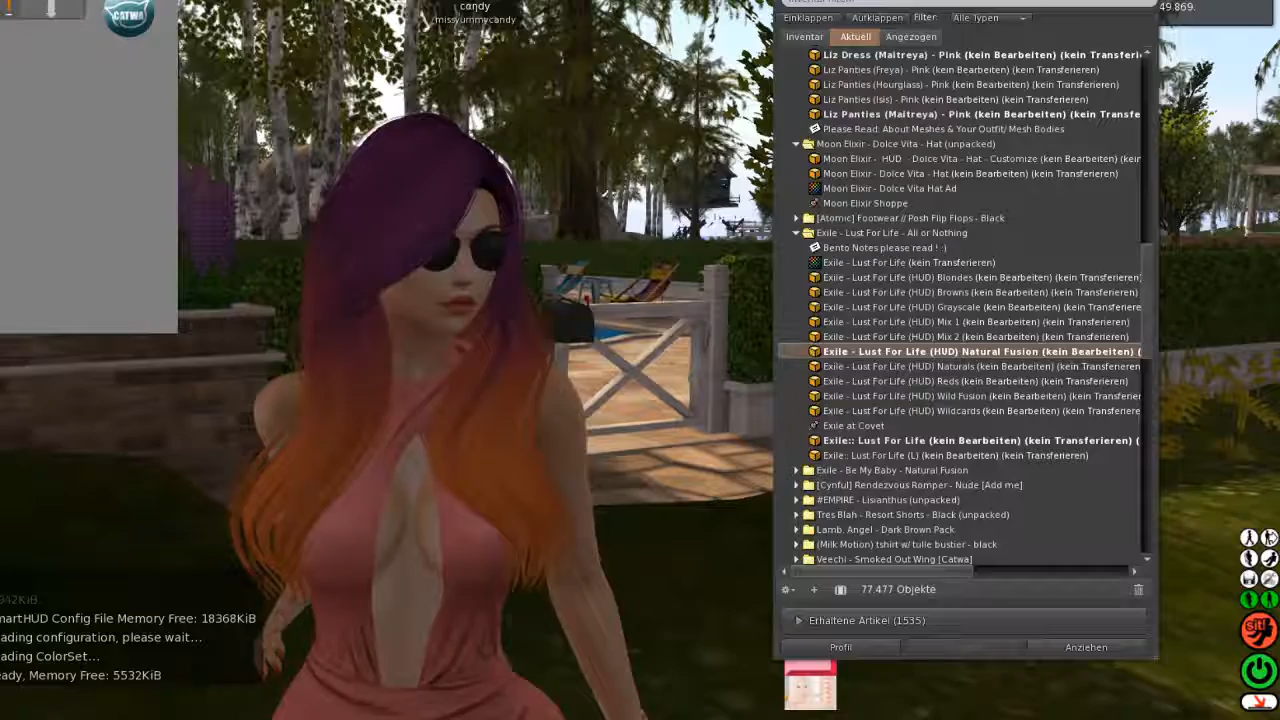 CATWA
candy
missyummycandy
49.869.
Einklappen Aufklappen Filter: Alle Typen
Inventar Aktuell Angezogen
Liz Dress (Maitreya) - Pink (kein Bearbeiten) (kein Transferi
Liz Panties (Freya) - Pink (kein Bearbeiten) (kein Transferieren)
Liz Panties (Hourglass) - Pink (kein Bearbeiten) (kein Transferieren)
Liz Panties (Isis) - Pink (kein Bearbeiten) (kein Transferieren)
Liz Panties (Maitreya) - Pink (kein Bearbeiten) (kein Transfe
Please Read: About Meshes & Your Outfit/ Mesh Bodies
Moon Elixir - Dolce Vita - Hat (unpacked)
Moon Elixir - HUD - Dolce Vita - Hat - Customize (kein Bearbeiten) (kein
Moon Elixir - Dolce Vita - Hat (kein Bearbeiten) (kein Transferieren)
Moon Elixir - Dolce Vita Hat Ad
Moon Elixir Shoppe
[Atomic] Footwear // Posh Flip Flops - Black
Exile - Lust For Life - All or Nothing
Bento Notes please read ! :)
Exile - Lust For Life (kein Transferieren)
Exile - Lust For Life (HUD) Blondes (kein Bearbeiten) (kein Transferieren)
Exile - Lust For Life (HUD) Browns (kein Bearbeiten) (kein Transferieren)
Exile - Lust For Life (HUD) Grayscale (kein Bearbeiten) (kein Transferiere
Exile - Lust For Life (HUD) Mix 1 (kein Bearbeiten) (kein Transferieren)
Exile - Lust For Life (HUD) Mix 2 (kein Bearbeiten) (kein Transferieren)
Exile - Lust For Life (HUD) Natural Fusion (kein Bearbeiten) (
Exile - Lust For Life (HUD) Naturals (kein Bearbeiten) (kein Transferieren)
Exile - Lust For Life (HUD) Reds (kein Bearbeiten) (kein Transferieren)
Exile - Lust For Life (HUD) Wild Fusion (kein Bearbeiten) (kein Transferier
Exile - Lust For Life (HUD) Wildcards (kein Bearbeiten) (kein Transferiere
Exile at Covet
Exile:: Lust For Life (kein Bearbeiten) (kein Transferieren) (
Exile:: Lust For Life (L) (kein Bearbeiten) (kein Transferieren)
Exile - Be My Baby - Natural Fusion
[Cynful] Rendezvous Romper - Nude [Add me]
#EMPIRE - Lisianthus (unpacked)
Tres Blah - Resort Shorts - Black (unpacked)
Lamb. Angel - Dark Brown Pack
(Milk Motion) tshirt w/ tulle bustier - black
Veechi - Smoked Out Wing [Catwa]
77.477 Objekte
Erhaltene Artikel (1535)
Profil Anziehen
942KiB.
martHUD Config File Memory Free: 18368KiB
ading configuration, please wait...
ading ColorSet...
eady, Memory Free: 5532KiB
sit!